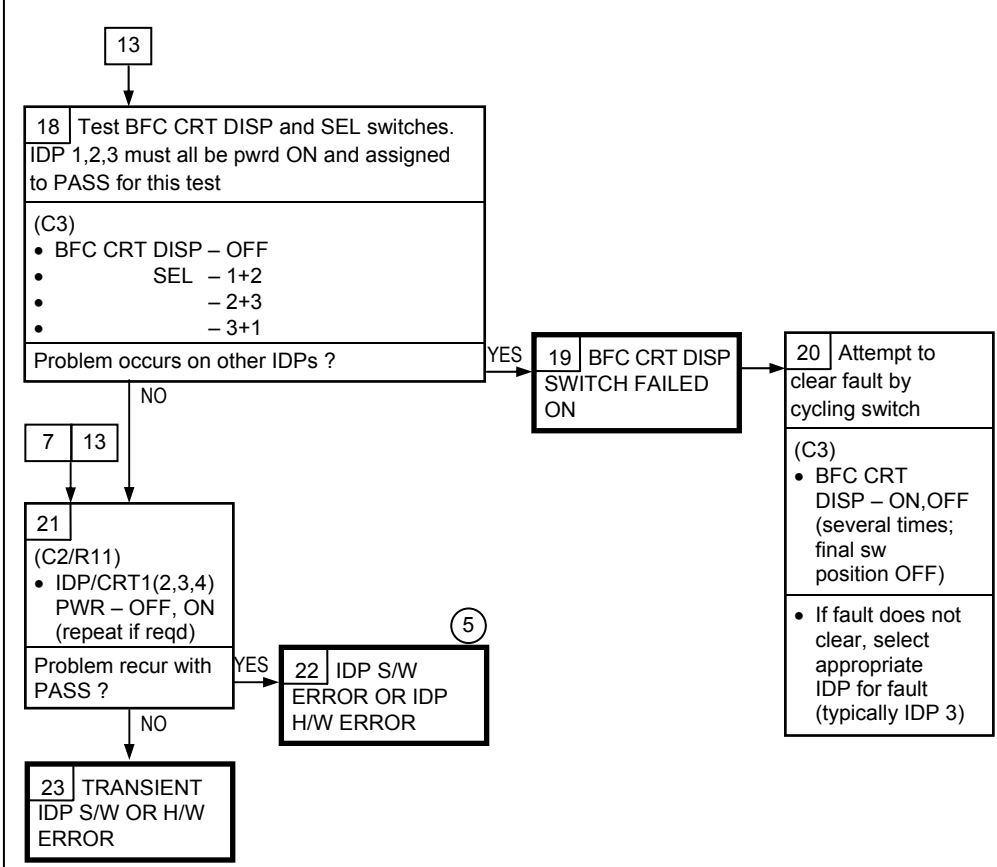 13
18 Test BFC CRT DISP and SEL switches.
IDP 1,2,3 must all be pwrd ON and assigned
to PASS for this test
(C3)
• BFC CRT DISP – OFF
• SEL – 1+2
• – 2+3
• – 3+1
Problem occurs on other IDPs ?
YES
NO
19 BFC CRT DISP
SWITCH FAILED
ON
20 Attempt to
clear fault by
cycling switch
(C3)
• BFC CRT
DISP – ON,OFF
(several times;
final sw
position OFF)
• If fault does not
clear, select
appropriate
IDP for fault
(typically IDP 3)
7 13
21
(C2/R11)
• IDP/CRT1(2,3,4)
PWR – OFF, ON
(repeat if reqd)
Problem recur with
PASS ?
YES
NO
5
22 IDP S/W
ERROR OR IDP
H/W ERROR
23 TRANSIENT
IDP S/W OR H/W
ERROR